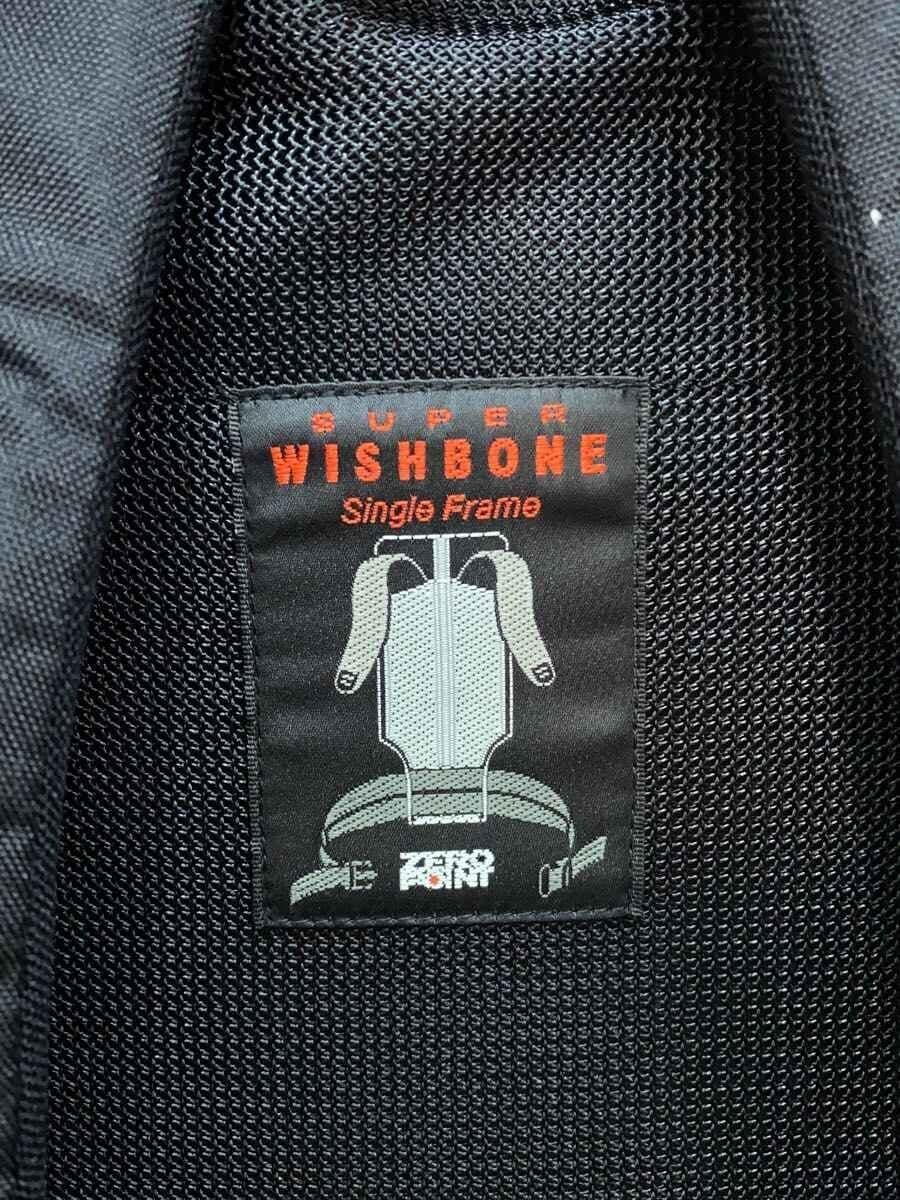 SUPER
WISHBONE
Single Frame
ZERO
POINT